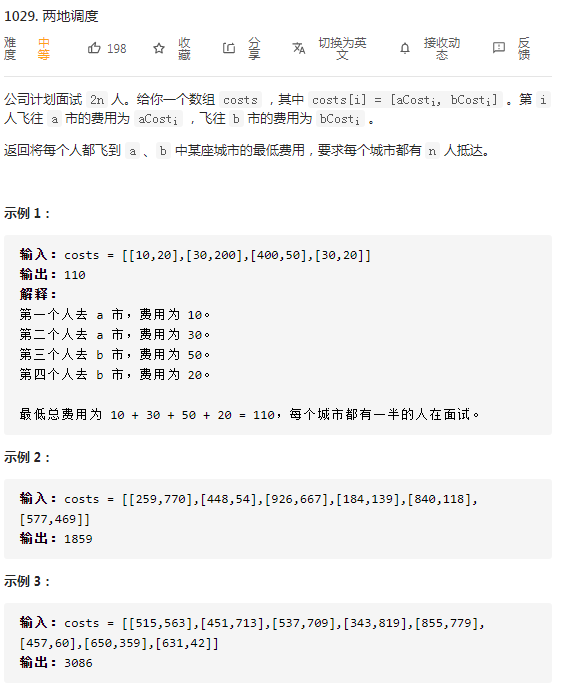 1029. 两地调度
难度 中等 198 收藏 分享 切换为英文 接收动态 反馈
公司计划面试 2n 人。给你一个数组 costs ，其中 costs[i] = [aCosti, bCosti] 。第 i
人飞往 a 市的费用为 aCosti ，飞往 b 市的费用为 bCosti 。
返回将每个人都飞到 a 、b 中某座城市的最低费用，要求每个城市都有 n 人抵达。
示例 1：
输入：costs = [[10,20],[30,200],[400,50],[30,20]]
输出：110
解释：
第一个人去 a 市，费用为 10。
第二个人去 a 市，费用为 30。
第三个人去 b 市，费用为 50。
第四个人去 b 市，费用为 20。
最低总费用为 10 + 30 + 50 + 20 = 110，每个城市都有一半的人在面试。
示例 2：
输入：costs = [[259,770],[448,54],[926,667],[184,139],[840,118],
[577,469]]
输出：1859
示例 3：
输入：costs = [[515,563],[451,713],[537,709],[343,819],[855,779],
[457,60],[650,359],[631,42]]
输出：3086